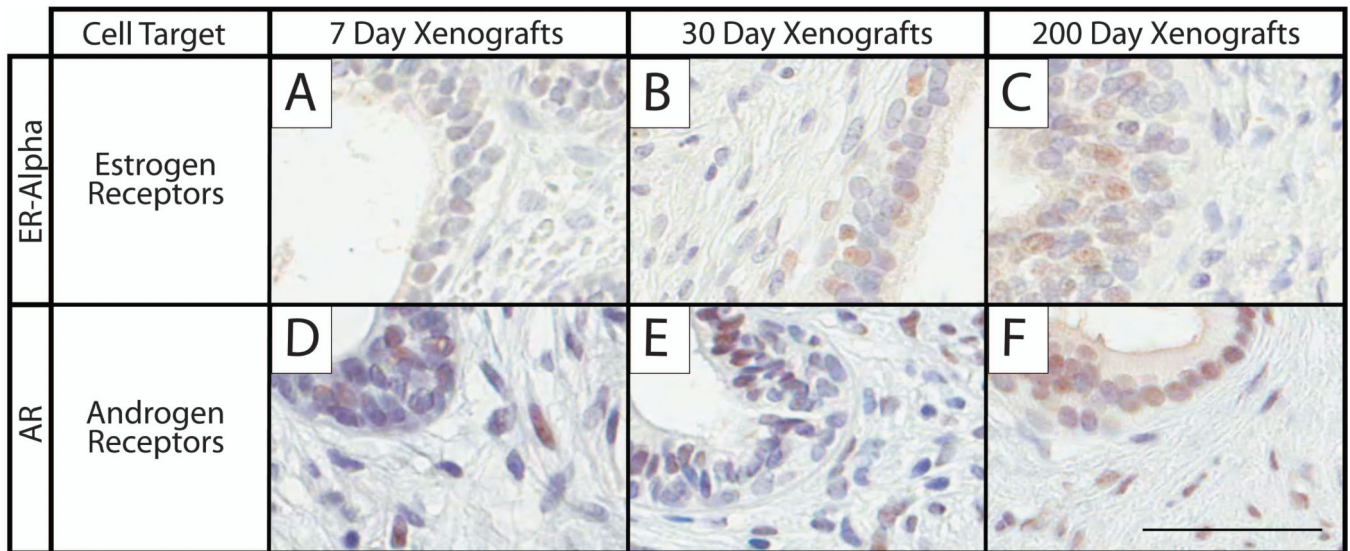 Cell Target
7 Day Xenografts
30 Day Xenografts
200 Day Xenografts
ER-Alpha
Estrogen
Receptors
A
B
C
AR
Androgen
Receptors
D
E
F